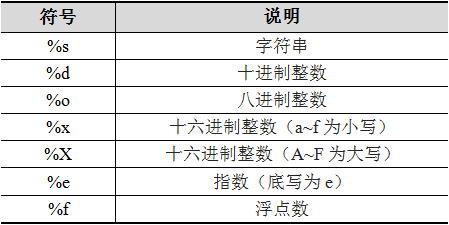 符号 说明
%s 字符串
%d 十进制整数
%o 八进制整数
%x 十六进制整数（a~f 为小写）
%X 十六进制整数（A~F 为大写）
%e 指数（底写为 e）
%f 浮点数